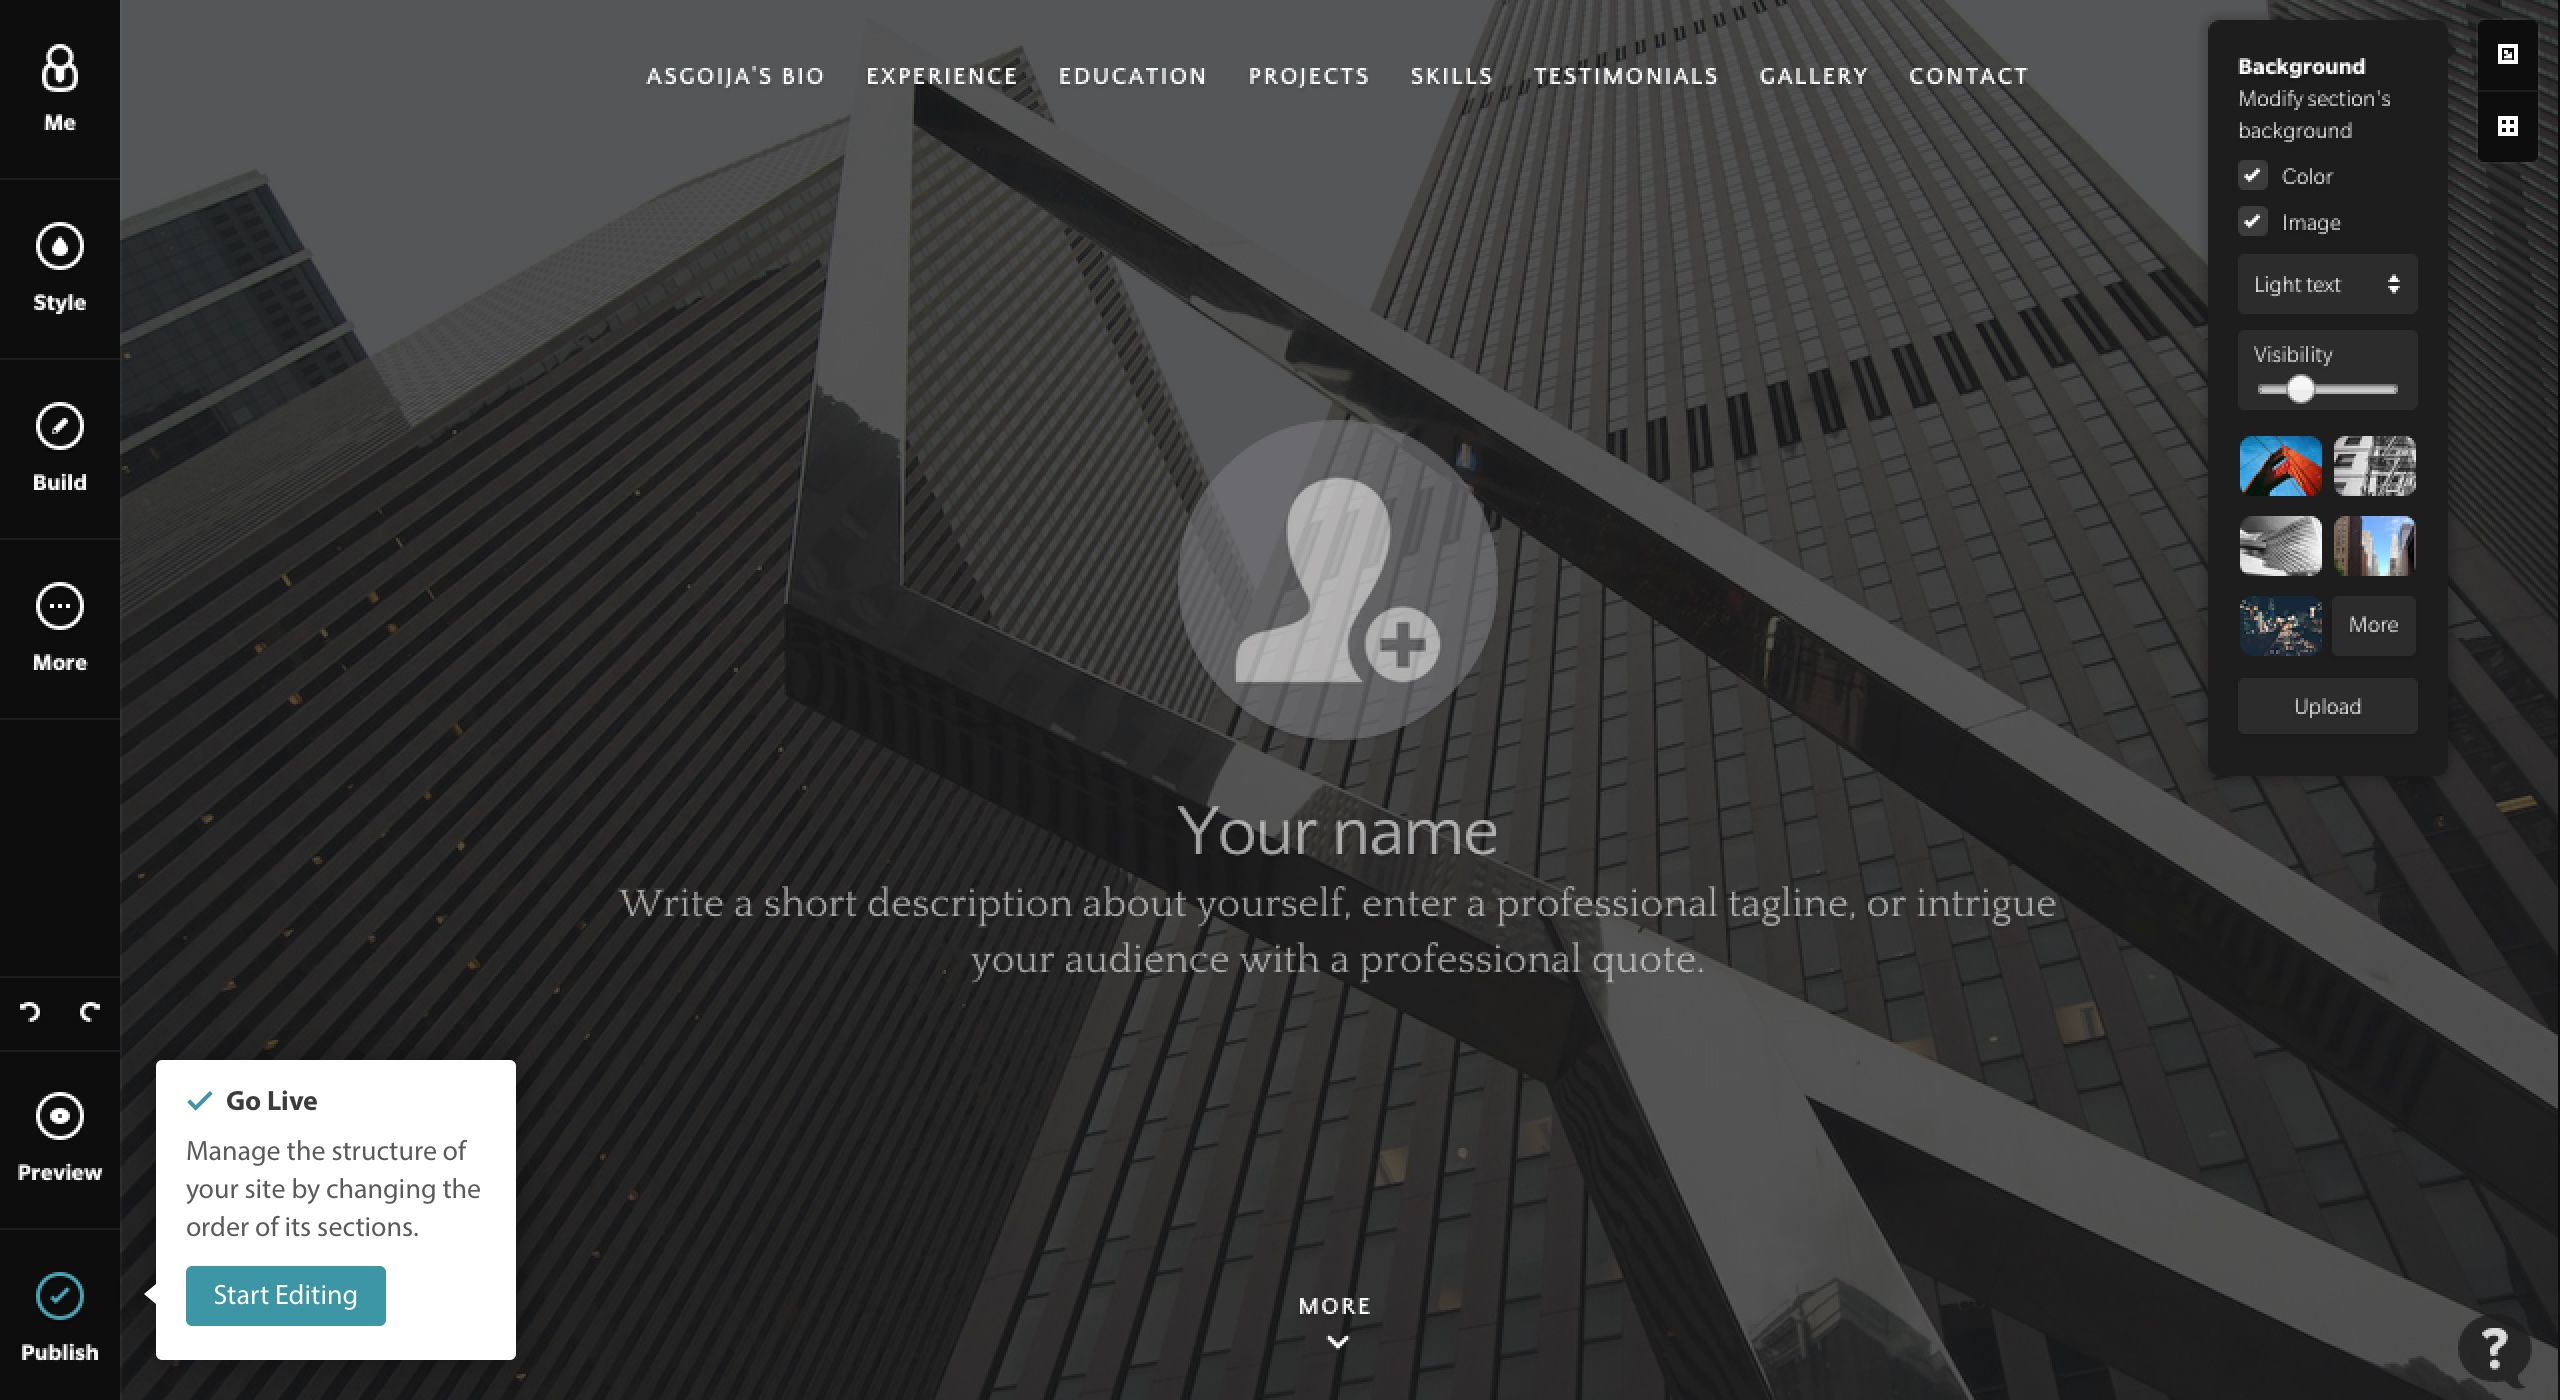 Me
Style
Build
More
Preview
Publish
ASGOIJA'S BIO EXPERIENCE EDUCATION PROJECTS SKILLS TESTIMONIALS GALLERY CONTACT
Your name
Write a short description about yourself, enter a professional tagline, or intrigue
your audience with a professional quote.
MORE
Go Live
Manage the structure of
your site by changing the
order of its sections.
Start Editing
Background
Modify section's
background
Color
Image
Light text
Visibility
More
Upload
?